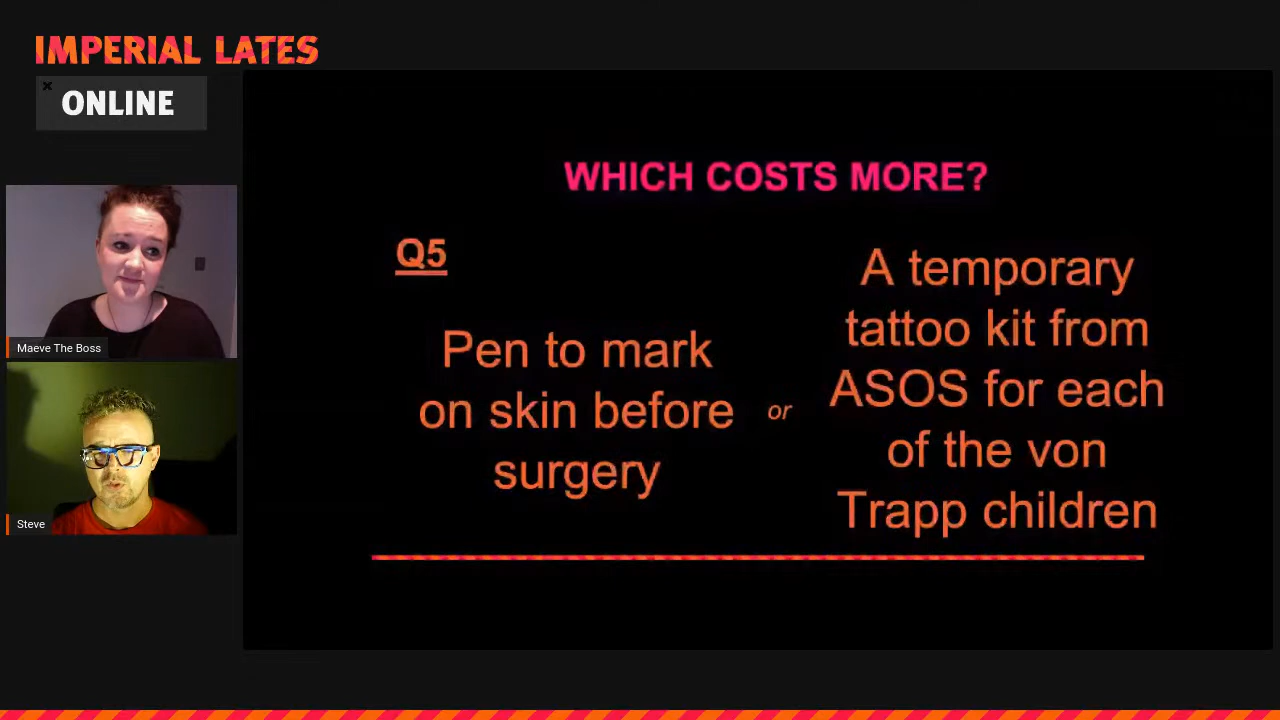 IMPERIAL LATES
ONLINE
WHICH COSTS MORE?
Q5
Pen to mark
on skin before
surgery
or
A temporary
tattoo kit from
ASOS for each
of the von
Trapp children
Maeve The Boss
Steve